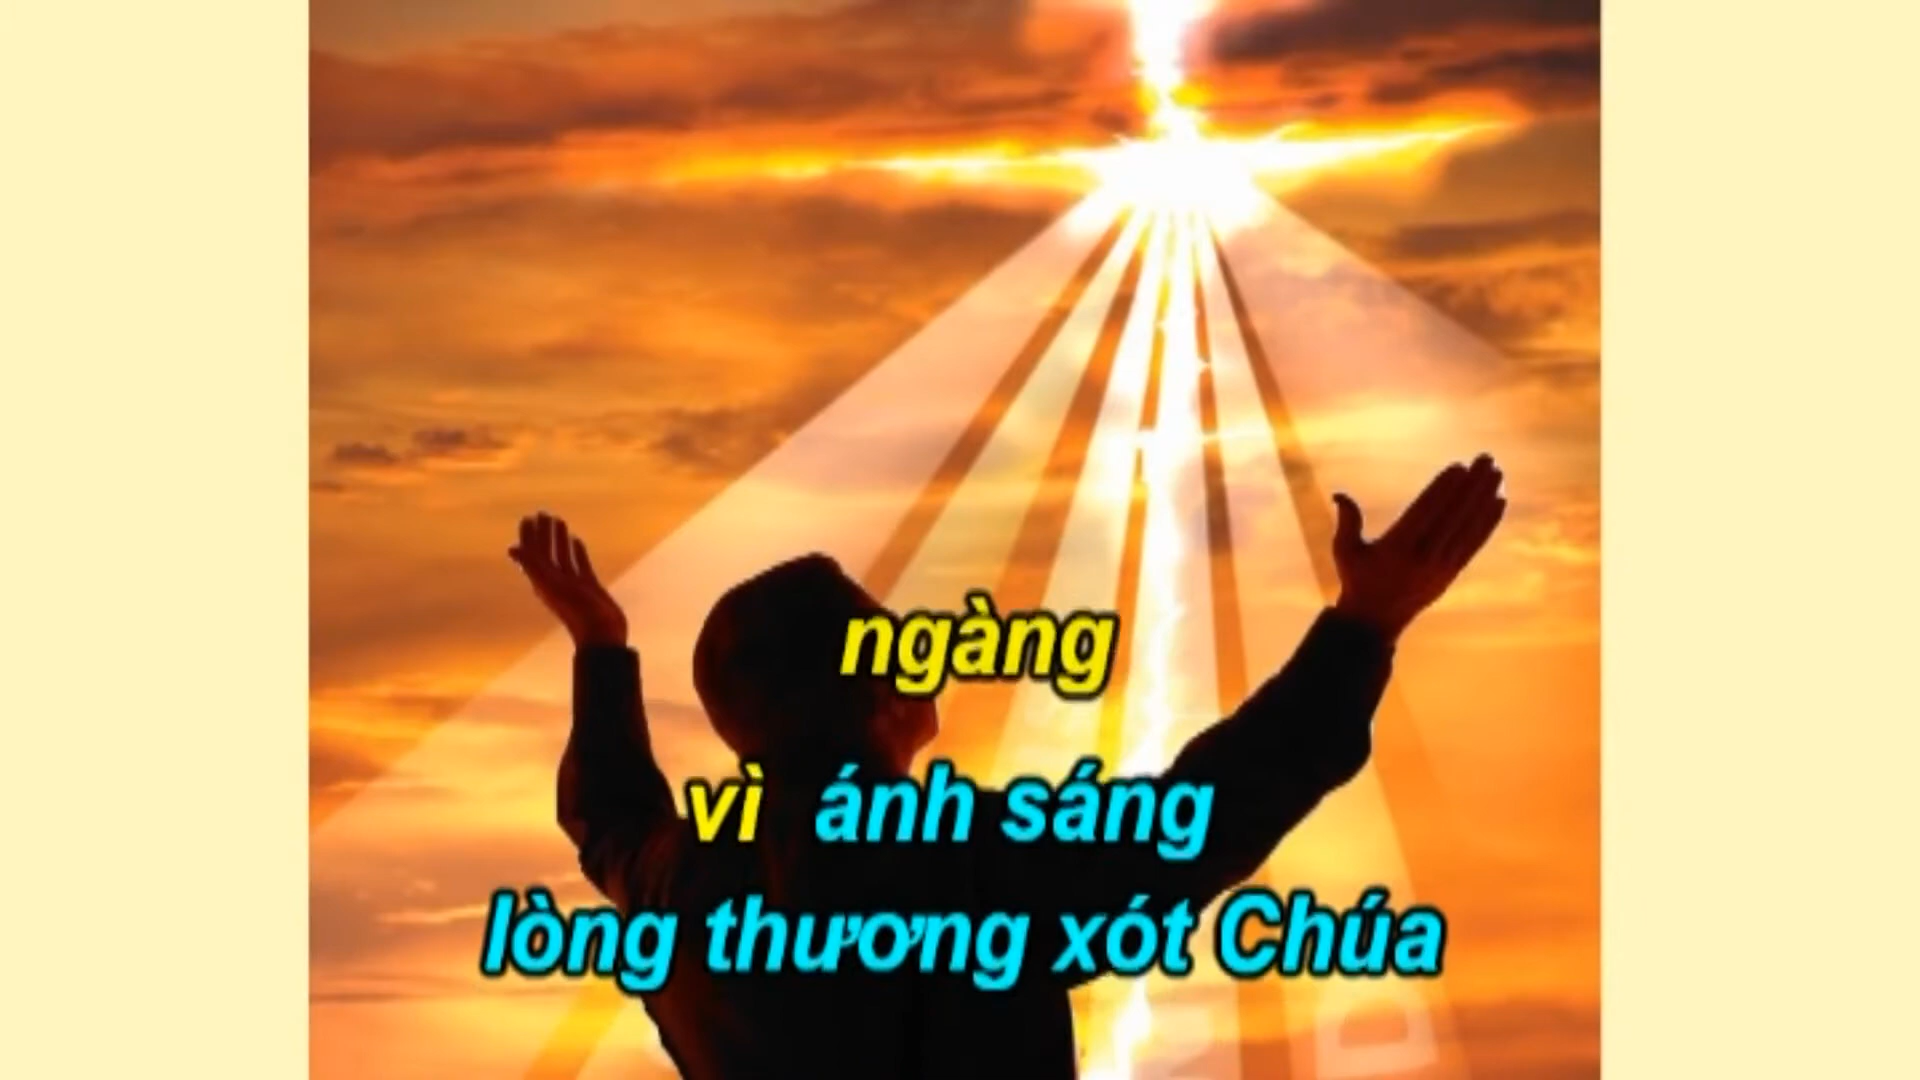 ngàng
vì ánh sáng
lòng thương xót Chúa